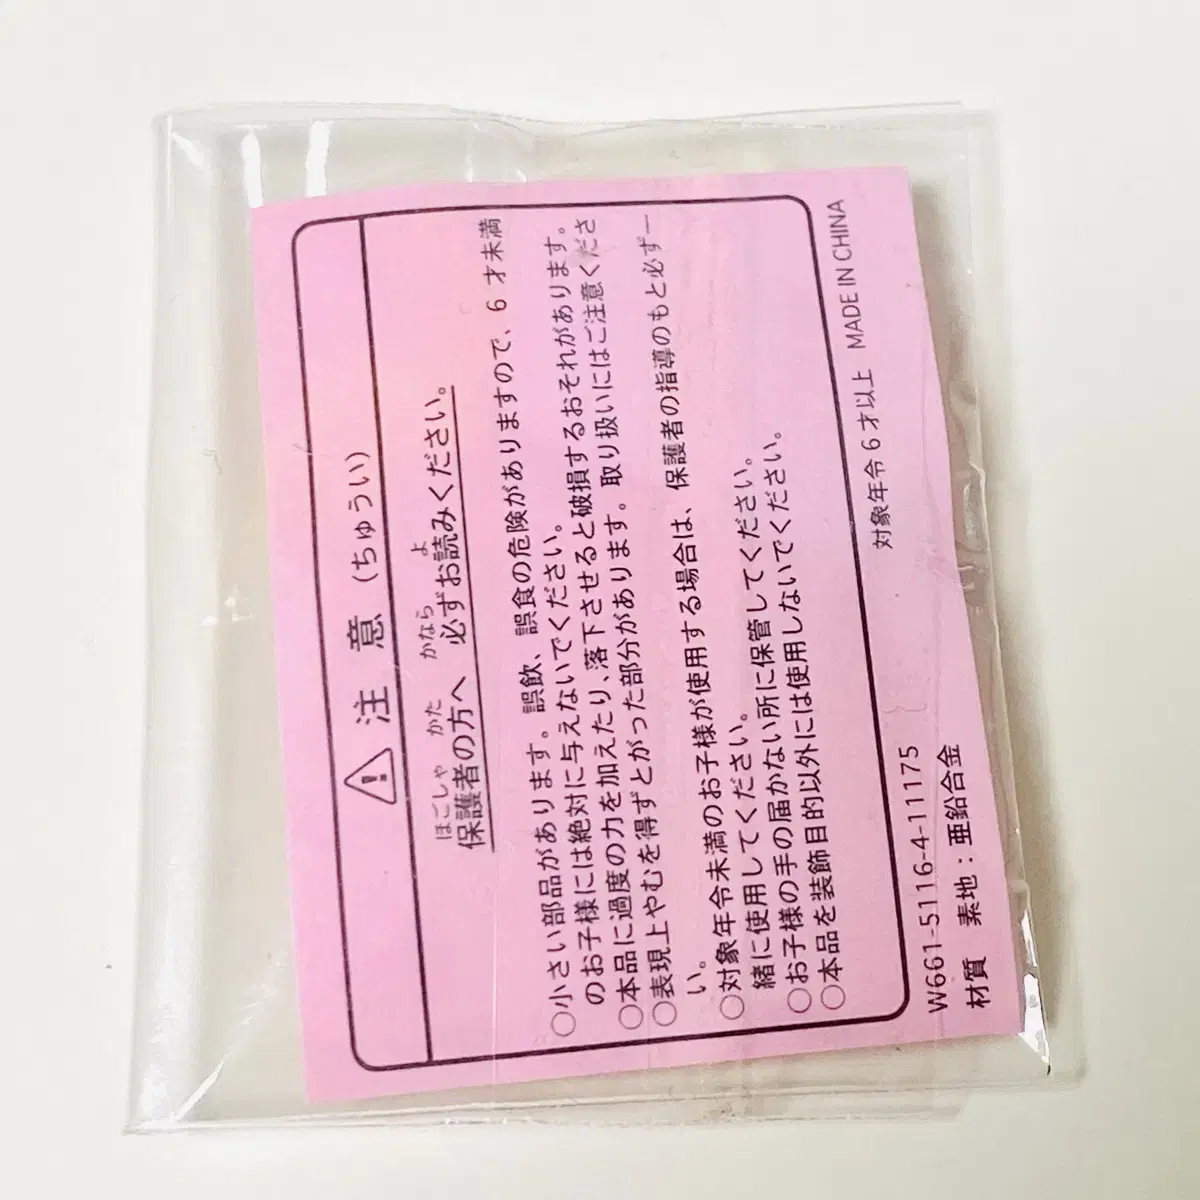 注意(ちゅうい)
ほごしゃ かた かなら よ
保護者の方へ 必ずお読みください。
○小さい部品があります。誤飲、誤食の危険がありますので、6才未満
のお子様には絶対に与えないでください。
○本品に過度の力を加えたり、落下させると破損するおそれがあります。
○表現上やむを得ずとがった部分があります。取り扱いにはご注意くださ
い。
○対象年令未満のお子様が使用する場合は、保護者の指導のもと必ず一
緒に使用してください。
○お子様の手の届かない所に保管してください。
○本品を装飾目的以外には使用しないでください。
対象年令6才以上 MADE IN CHINA
W661-5116-4-11175
材質 素地:亜鉛合金